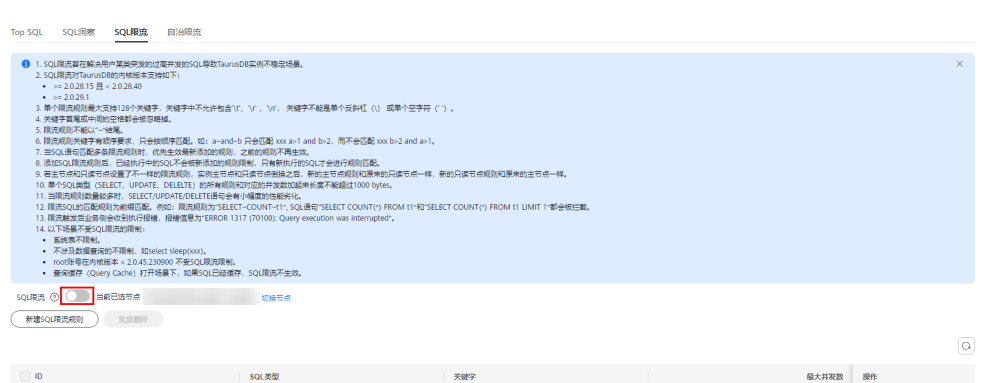 Top SQL SQL洞察 SQL限流 自治限流
1. SQL限流旨在解决用户某类突发的过高并发的SQL导致TaurusDB实例不稳定场景。
2. SQL限流对TaurusDB的内核版本支持如下：
• >= 2.0.28.15 且 < 2.0.28.40
• >= 2.0.29.1
3. 单个限流规则最大支持128个关键字，关键字中不允许包含'\t'、'\r' 、'\n'， 关键字不能是单个反斜杠（\） 或单个空字符（' '）。
4. 关键字首尾或中间的空格都会被忽略掉。
5. 限流规则不能以"~"结尾。
6. 限流规则关键字有顺序要求，只会按顺序匹配。如：a~and~b 只会匹配 xxx a>1 and b>2，而不会匹配 xxx b>2 and a>1。
7. 当SQL语句匹配多条限流规则时，优先生效最新添加的规则，之前的规则不再生效。
8. 添加SQL限流规则后，已经执行中的SQL不会被新添加的规则限制，只有新执行的SQL才会进行规则匹配。
9. 若主节点和只读节点设置了不一样的限流规则，实例主节点和只读节点倒换之后，新的主节点规则和原来的只读节点一样，新的只读节点规则和原来的主节点一样。
10. 单个SQL类型（SELECT、UPDATE、DELELTE）的所有规则和对应的并发数加起来长度不能超过1000 bytes。
11. 当限流规则数量较多时，SELECT/UPDATE/DELETE语句会有小幅度的性能劣化。
12. 限流SQL的匹配规则为前缀匹配。例如：限流规则为"SELECT~COUNT~t1", SQL语句"SELECT COUNT(*) FROM t1"和"SELECT COUNT(*) FROM t1 LIMIT 1"都会被拦截。
13. 限流触发后业务侧会收到执行报错，报错信息为"ERROR 1317 (70100): Query execution was interrupted"。
14. 以下场景不受SQL限流的限制：
• 系统表不限制。
• 不涉及数据查询的不限制，如select sleep(xxx)。
• root账号在内核版本 < 2.0.45.230900 不受SQL限流限制。
• 查询缓存（Query Cache）打开场景下，如果SQL已经缓存，SQL限流不生效。
SQL限流 当前已选节点 切换节点
新建SQL限流规则 批量删除
ID SQL类型 关键字 最大并发数 操作